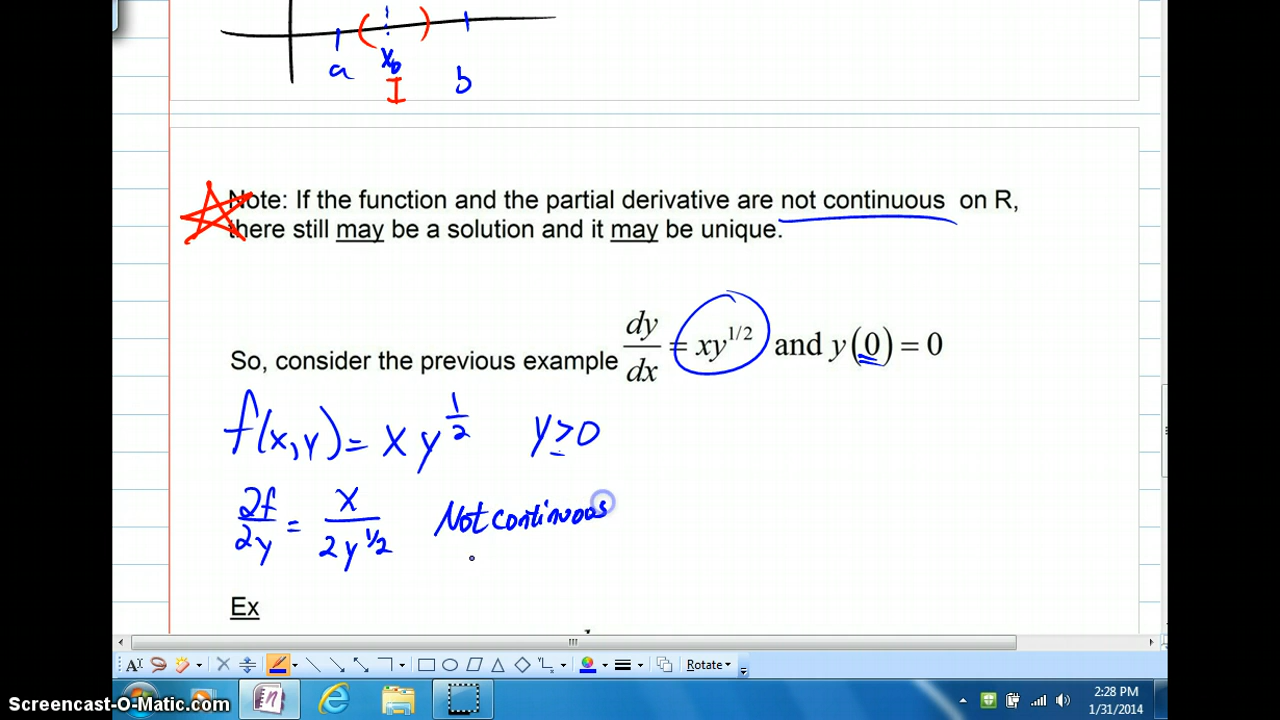 ( )
a x₀ b
I
Note: If the function and the partial derivative are not continuous on R,
there still may be a solution and it may be unique.
So, consider the previous example dy/dx = xy^{1/2} and y(0) = 0
f(x,y) = x y^{1/2} y ≥ 0
∂f/∂y = x/(2y^{1/2}) Not continuous
Ex
Rotate
Screencast-O-Matic.com
2:28 PM
1/31/2014